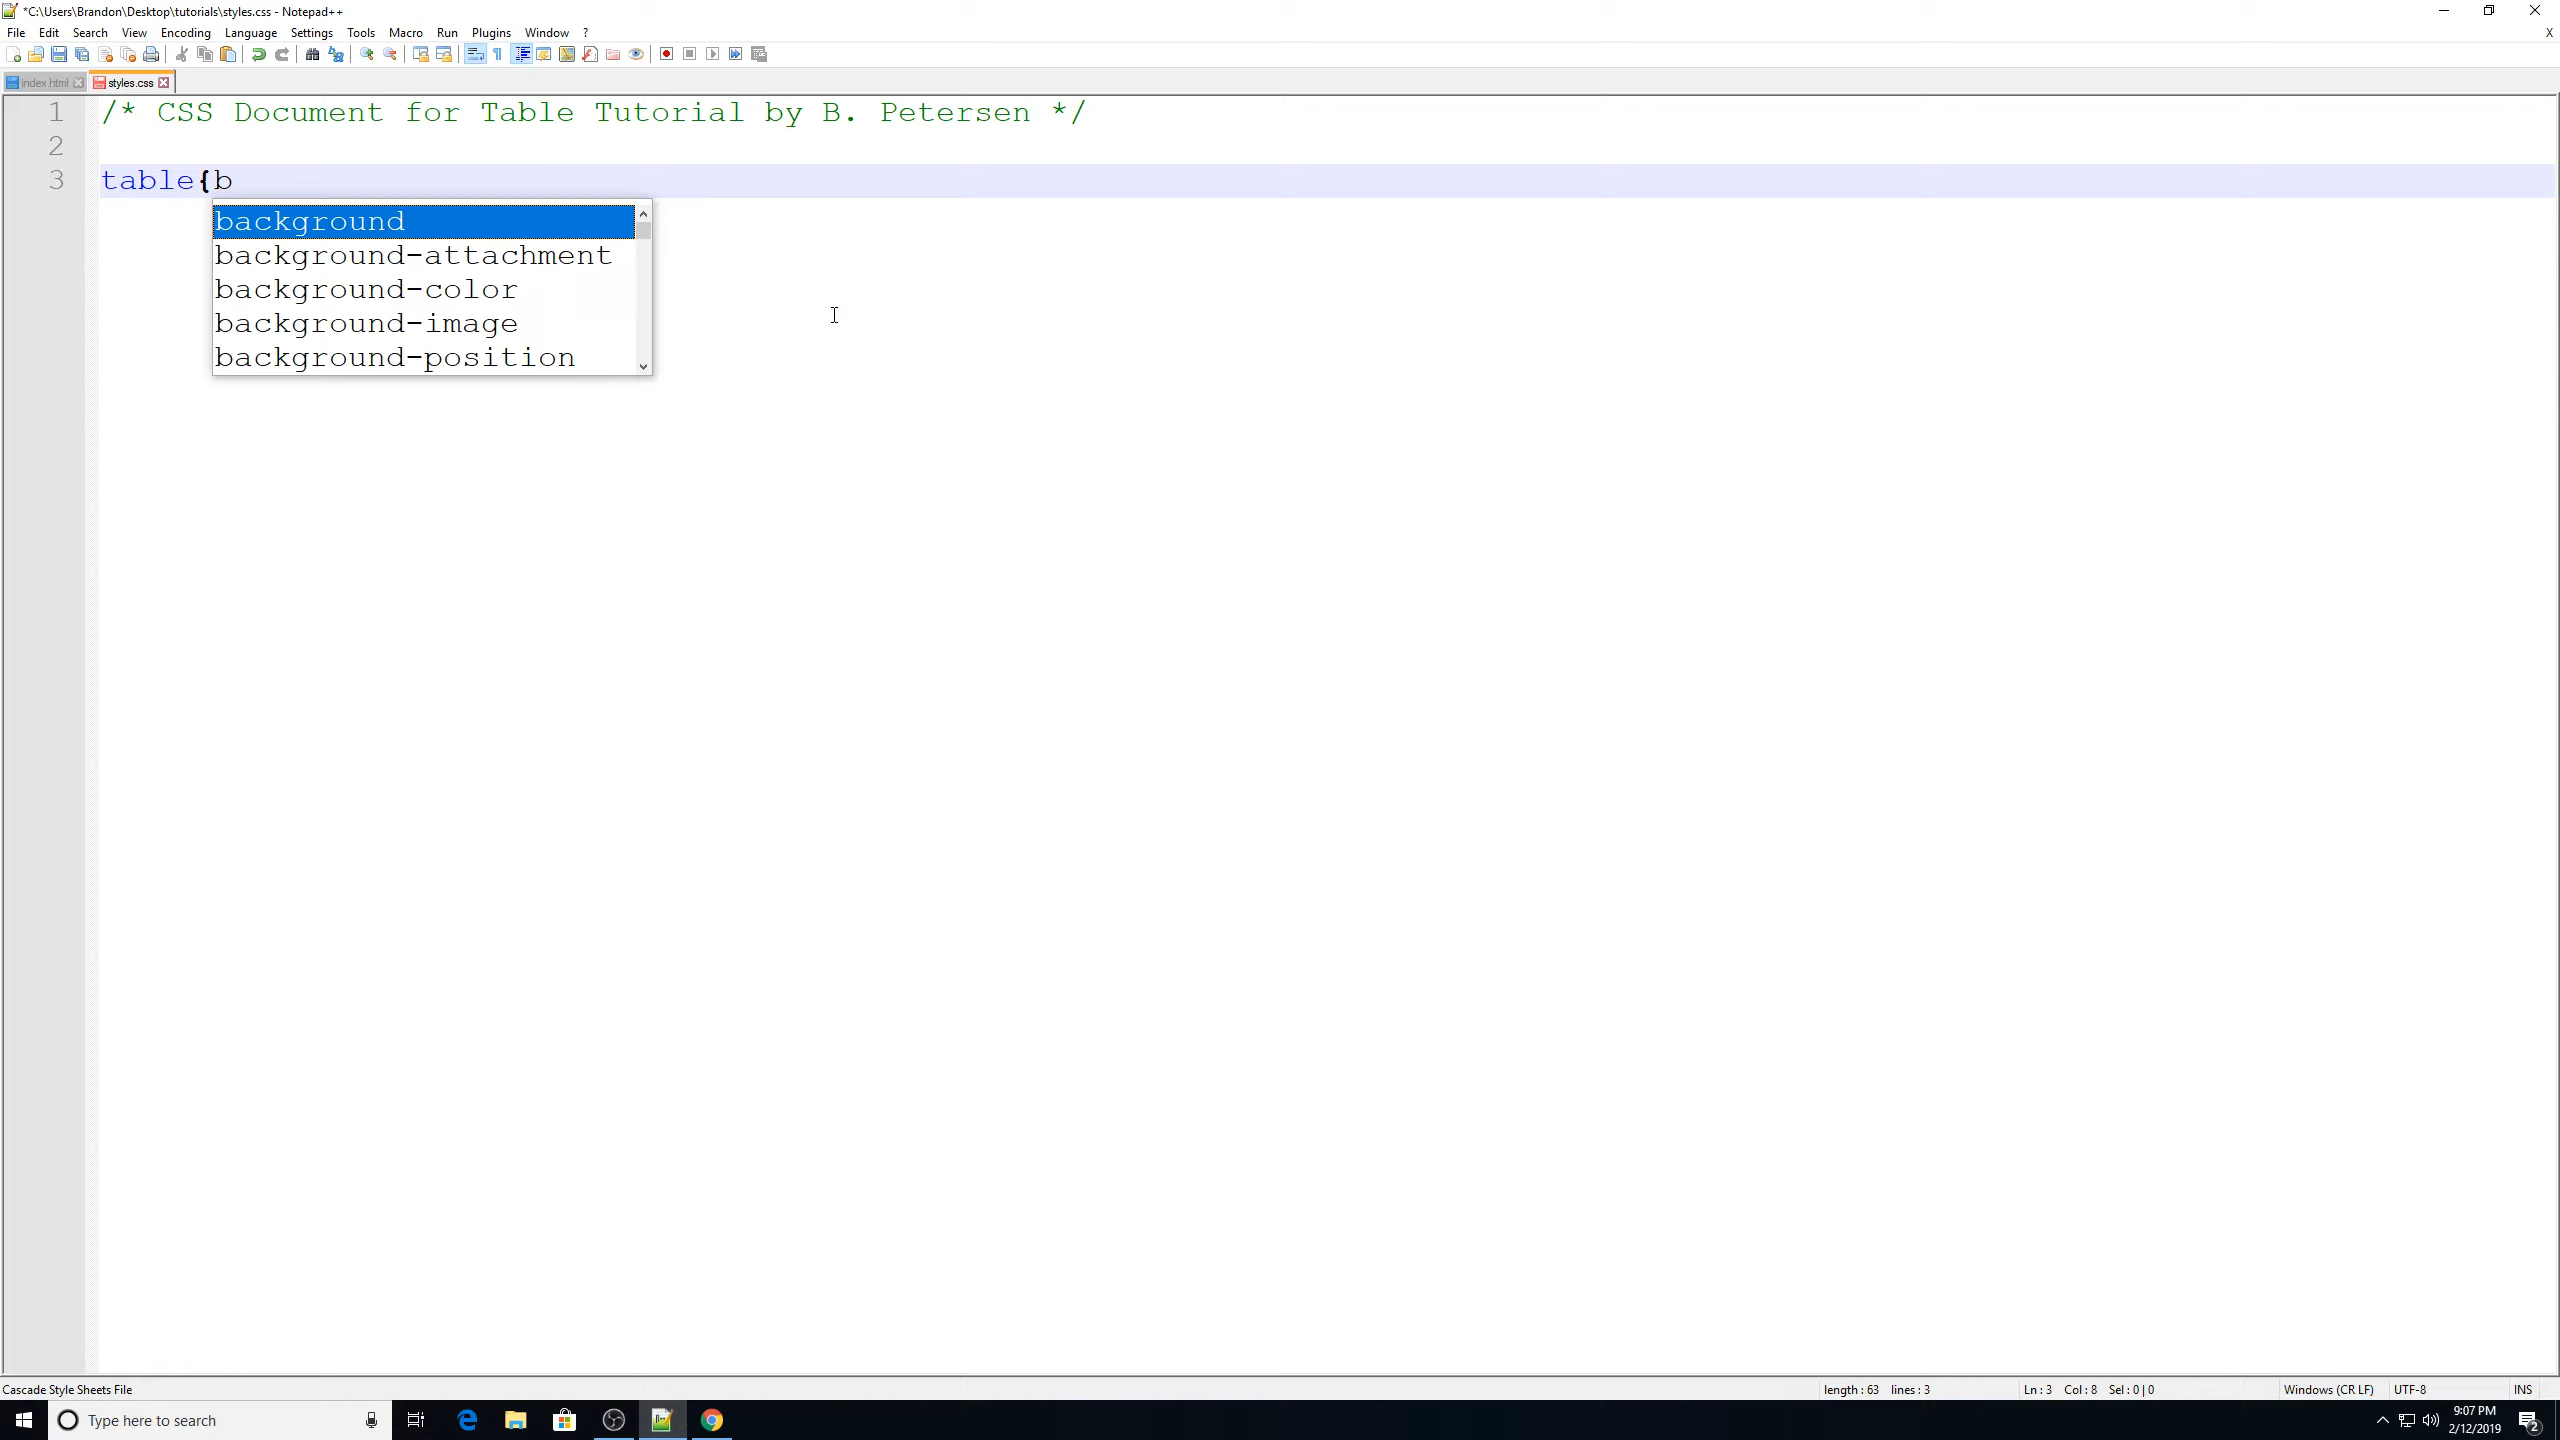 *C:\Users\Brandon\Desktop\tutorials\styles.css - Notepad++
File Edit Search View Encoding Language Settings Tools Macro Run Plugins Window ? X
index.html styles.css
1 /* CSS Document for Table Tutorial by B. Petersen */
2
3 table{b
background
background-attachment
background-color
background-image
background-position
Cascade Style Sheets File length : 63 lines : 3 Ln : 3 Col : 8 Sel : 0 | 0 Windows (CR LF) UTF-8 INS
Type here to search
9:07 PM
2/12/2019
2